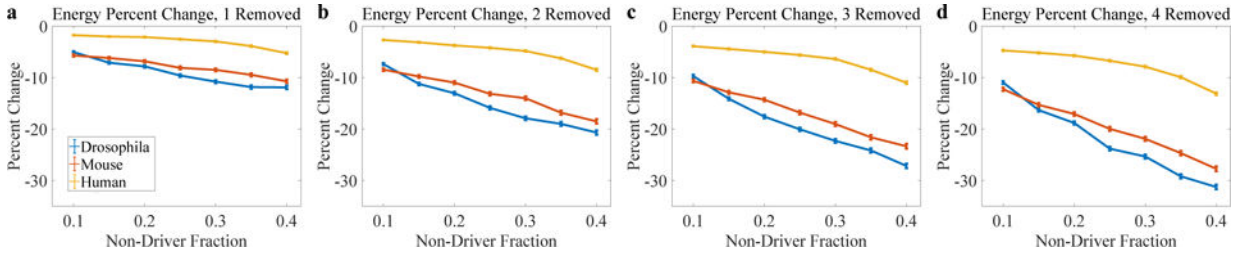 a Energy Percent Change, 1 Removed
0
-10
-20
-30
Percent Change
Drosophila
Mouse
Human
0.1 0.2 0.3 0.4
Non-Driver Fraction
b Energy Percent Change, 2 Removed
0
-10
-20
-30
Percent Change
0.1 0.2 0.3 0.4
Non-Driver Fraction
c Energy Percent Change, 3 Removed
0
-10
-20
-30
Percent Change
0.1 0.2 0.3 0.4
Non-Driver Fraction
d Energy Percent Change, 4 Removed
0
-10
-20
-30
Percent Change
0.1 0.2 0.3 0.4
Non-Driver Fraction